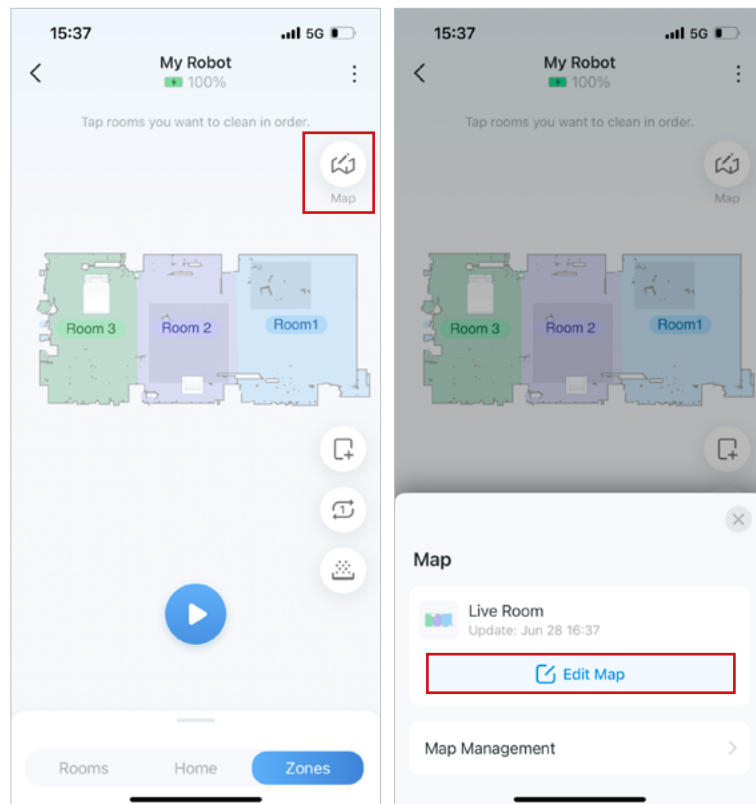 15:37
5G
My Robot
100%
Tap rooms you want to clean in order.
Map
Room 3
Room 2
Room1
1
Rooms
Home
Zones
15:37
5G
My Robot
100%
Tap rooms you want to clean in order.
Map
Room 3
Room 2
Room1
Map
Live Room
Update: Jun 28 16:37
Edit Map
Map Management